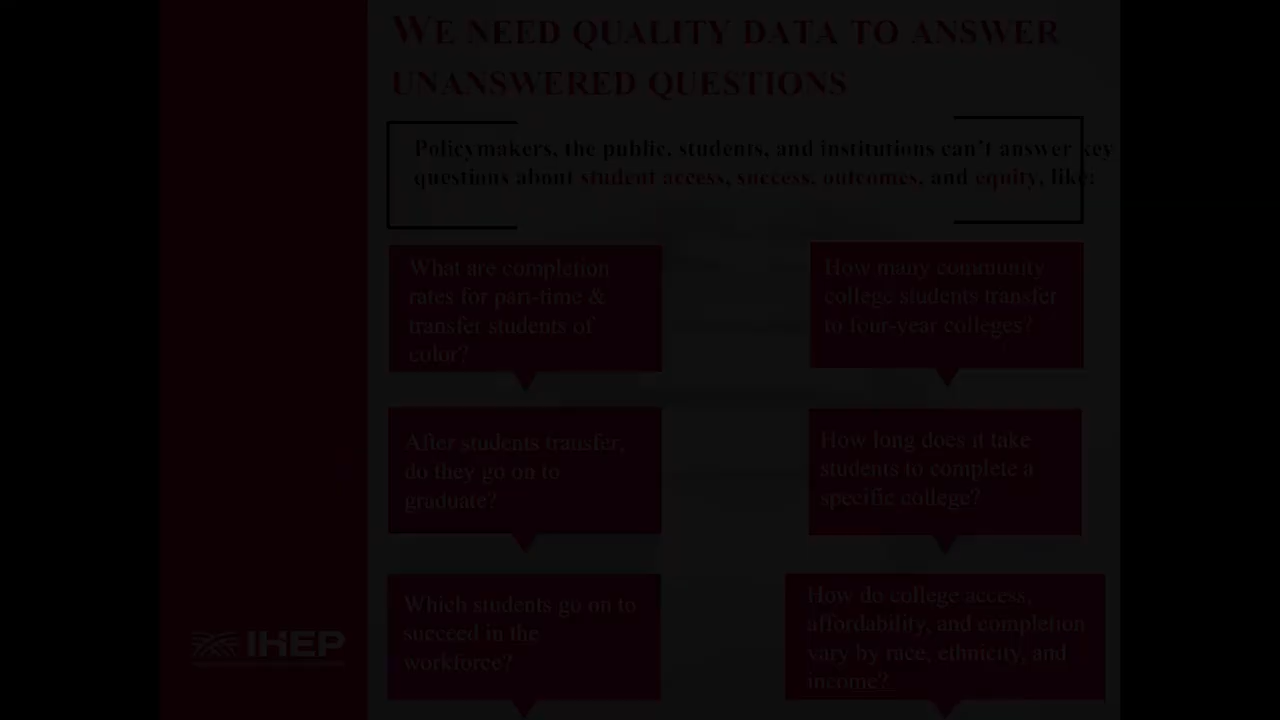 WE NEED QUALITY DATA TO ANSWER
UNANSWERED QUESTIONS
Policymakers, the public, students, and institutions can't answer key
questions about student access, success, outcomes, and equity, like:
What are completion
rates for part-time &
transfer students of
color?
How many community
college students transfer
to four-year colleges?
After students transfer,
do they go on to
graduate?
How long does it take
students to complete a
specific college?
Which students go on to
succeed in the
workforce?
How do college access,
affordability, and completion
vary by race, ethnicity, and
income?
IHEP